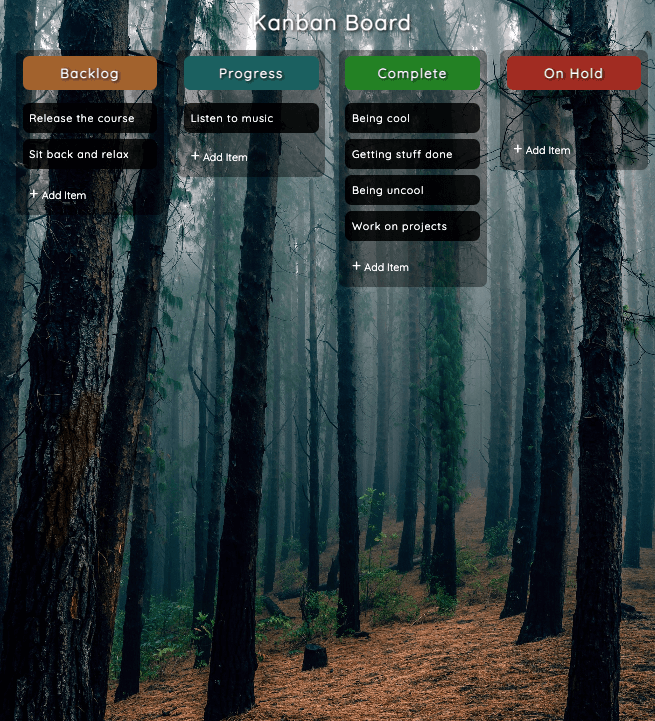 Kanban Board
Backlog
Release the course
Sit back and relax
+ Add Item
Progress
Listen to music
+ Add Item
Complete
Being cool
Getting stuff done
Being uncool
Work on projects
+ Add Item
On Hold
+ Add Item